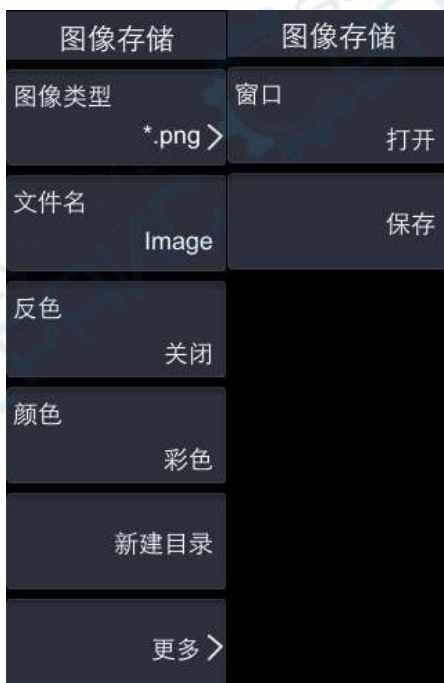 图像存储
图像类型
*.png
文件名
Image
反色
关闭
颜色
彩色
新建目录
更多
图像存储
窗口
打开
保存